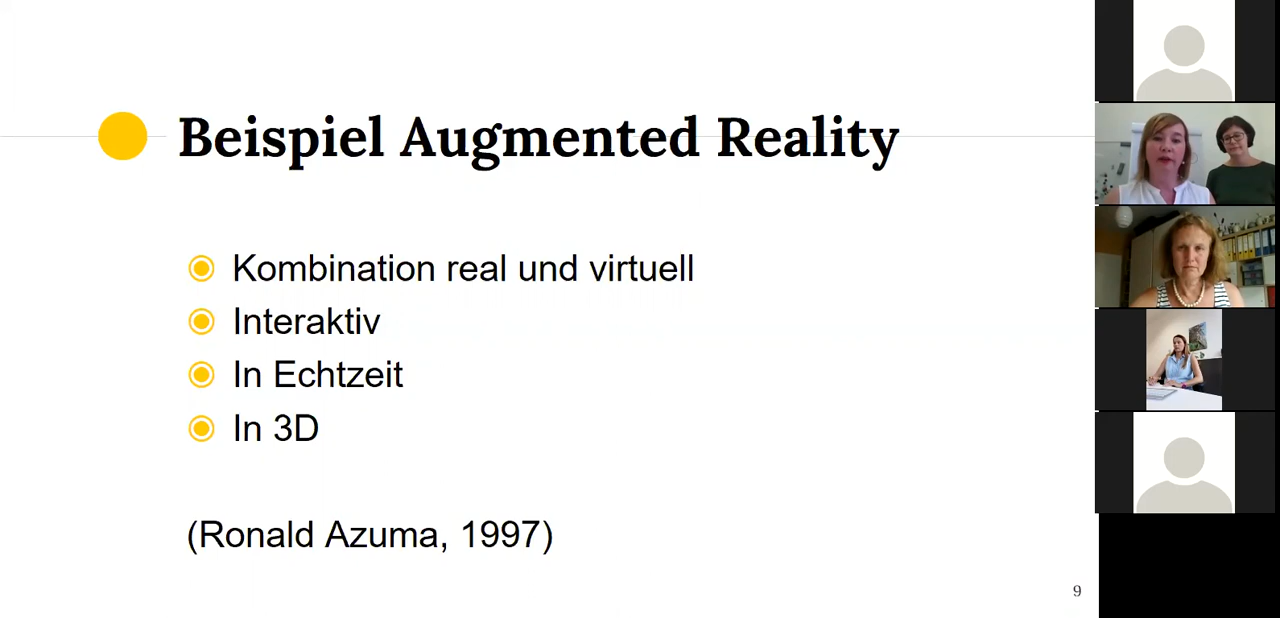 Beispiel Augmented Reality
Kombination real und virtuell
Interaktiv
In Echtzeit
In 3D
(Ronald Azuma, 1997)
9